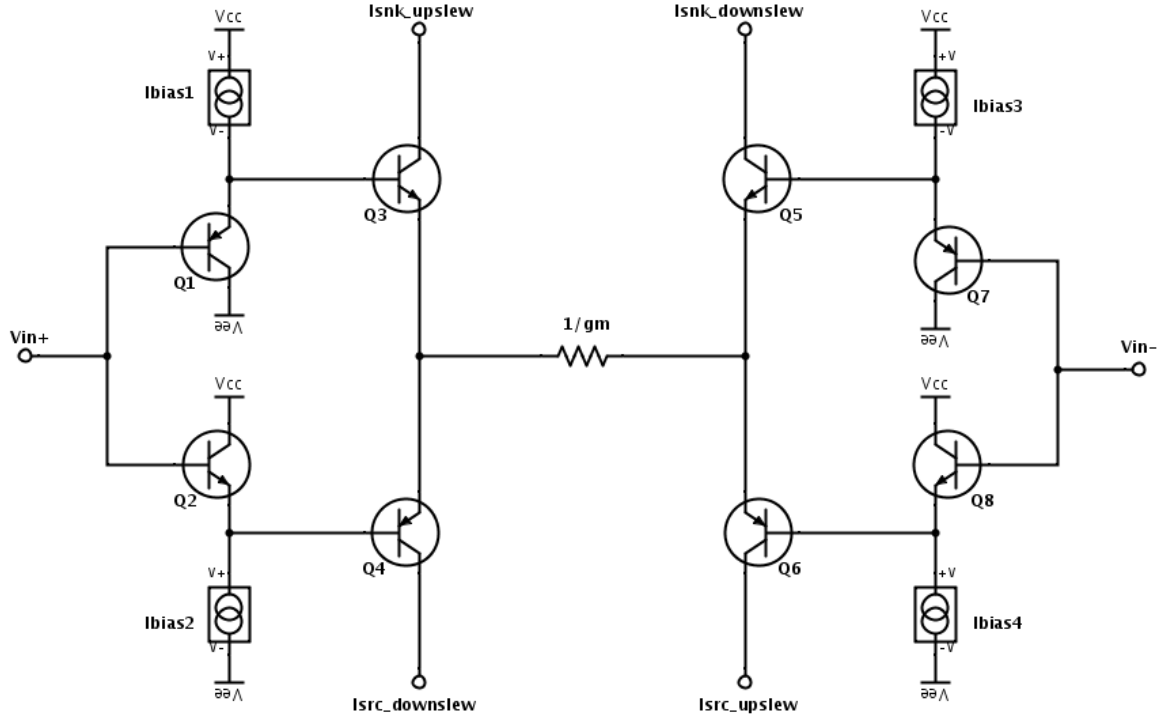 Isnk_upslew
Isnk_downslew
Vcc
Vcc
V+
+V
Ibias1
Ibias3
V-
-V
Q3
Q5
Q1
Q7
Vee
Vee
1/gm
Vin+
Vin-
Vcc
Vcc
Q2
Q8
Q4
Q6
V+
+V
Ibias2
Ibias4
V-
-V
Vee
Vee
Isrc_downslew
Isrc_upslew